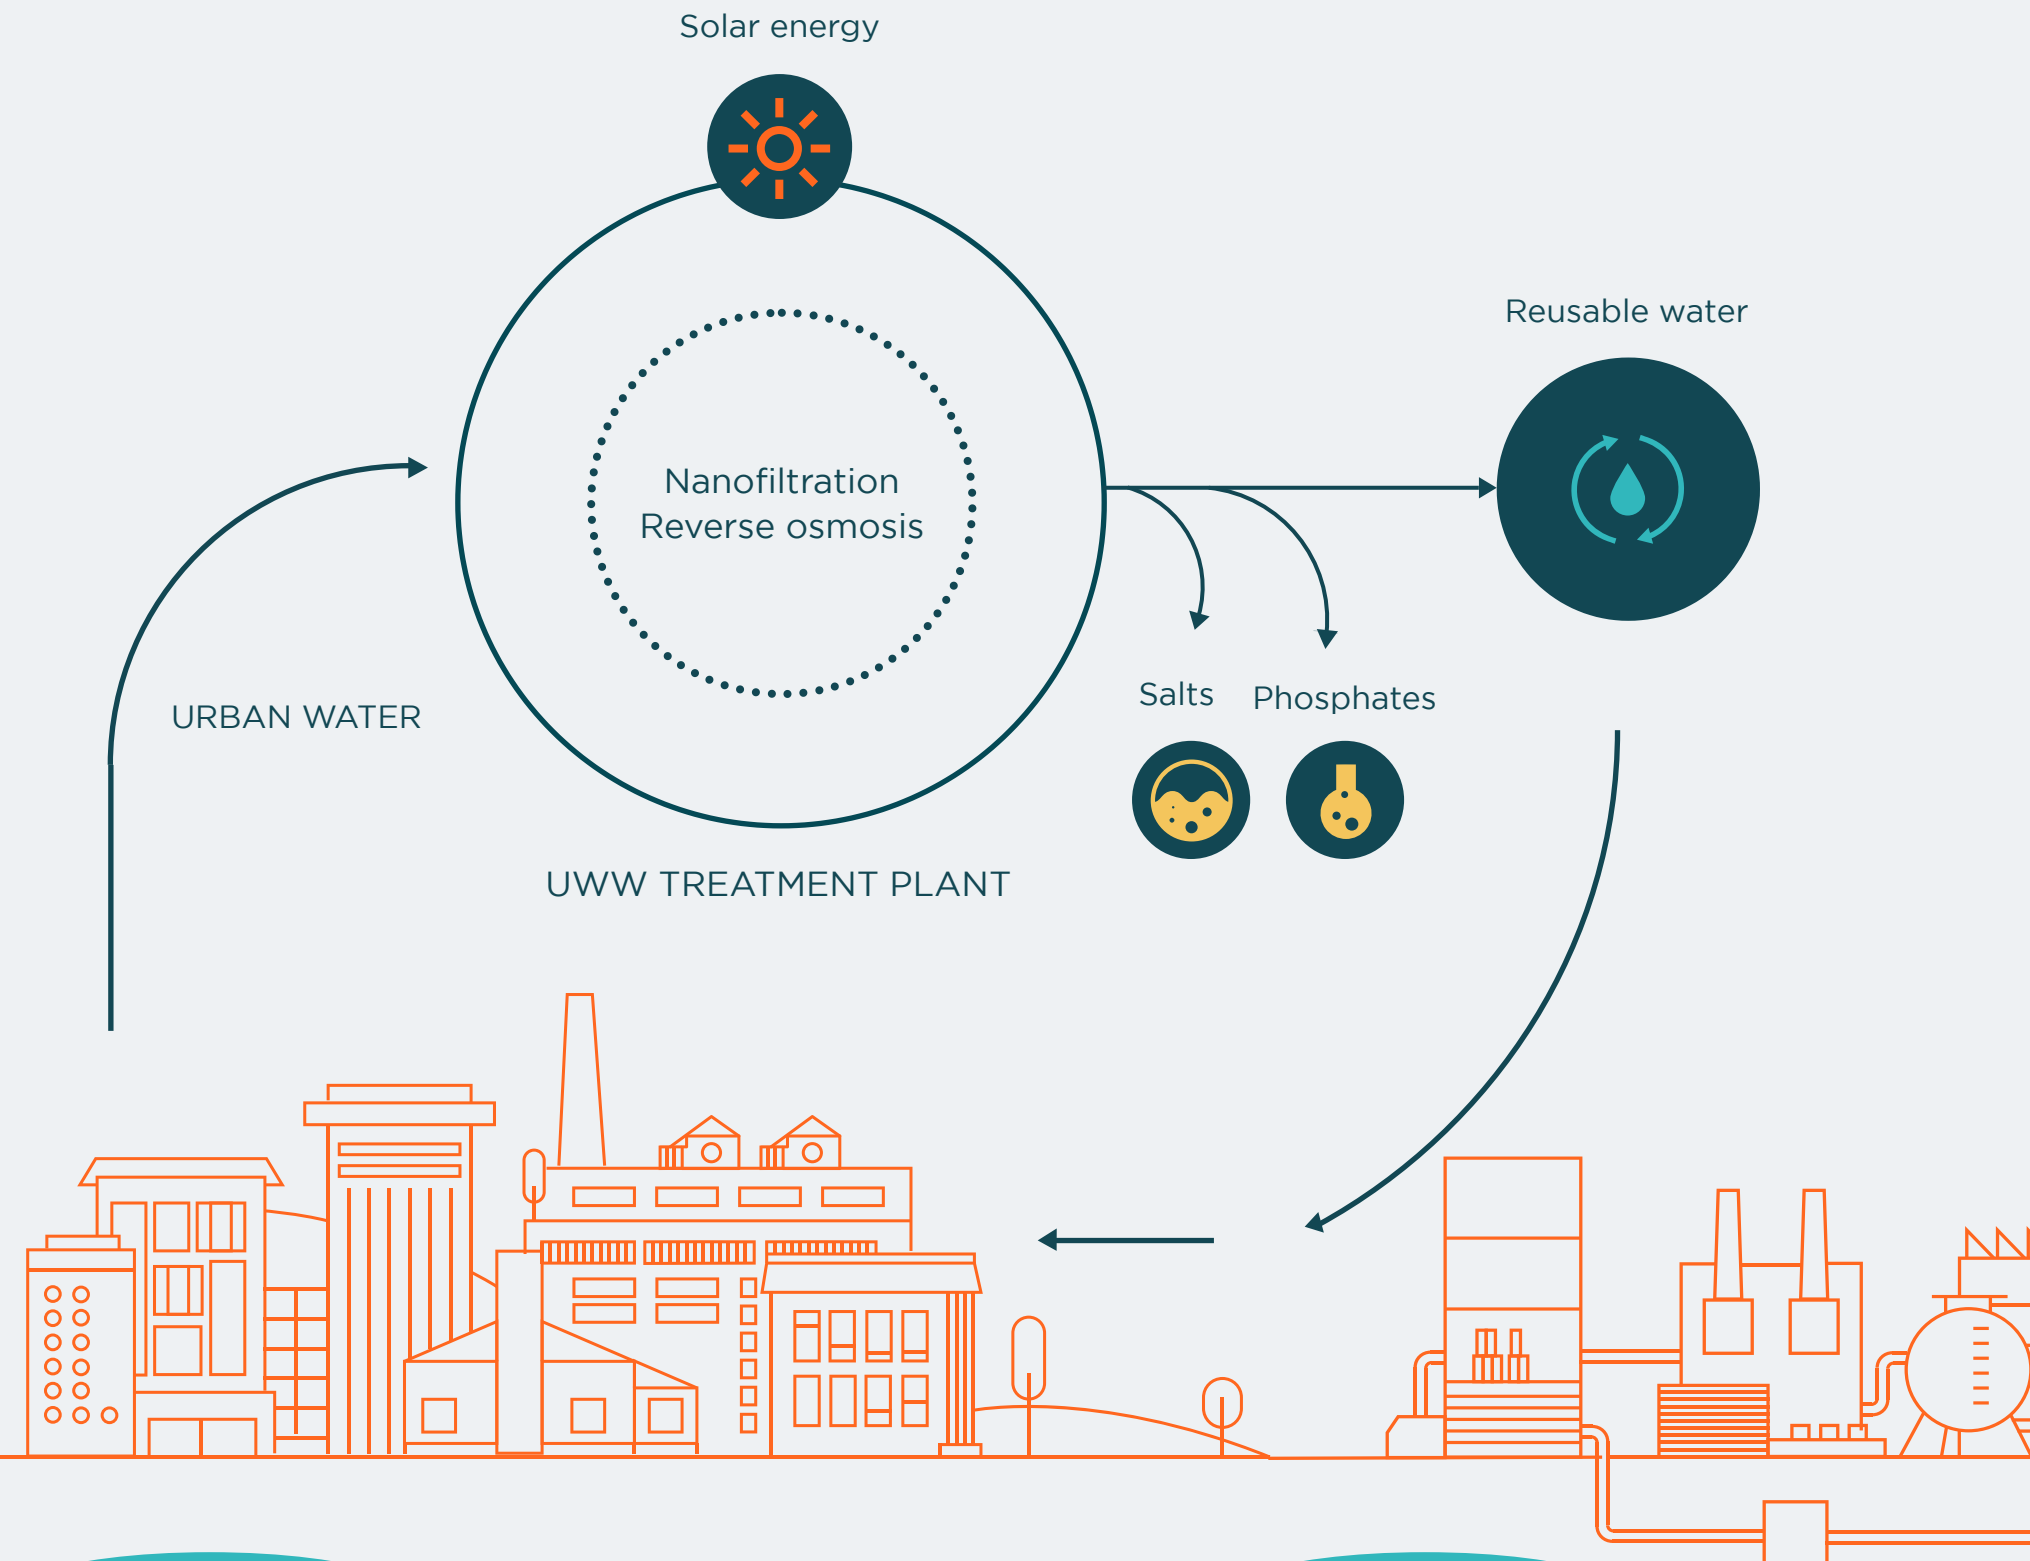 Solar energy
Reusable water
Nanofiltration
Reverse osmosis
Salts
Phosphates
URBAN WATER
UWW TREATMENT PLANT